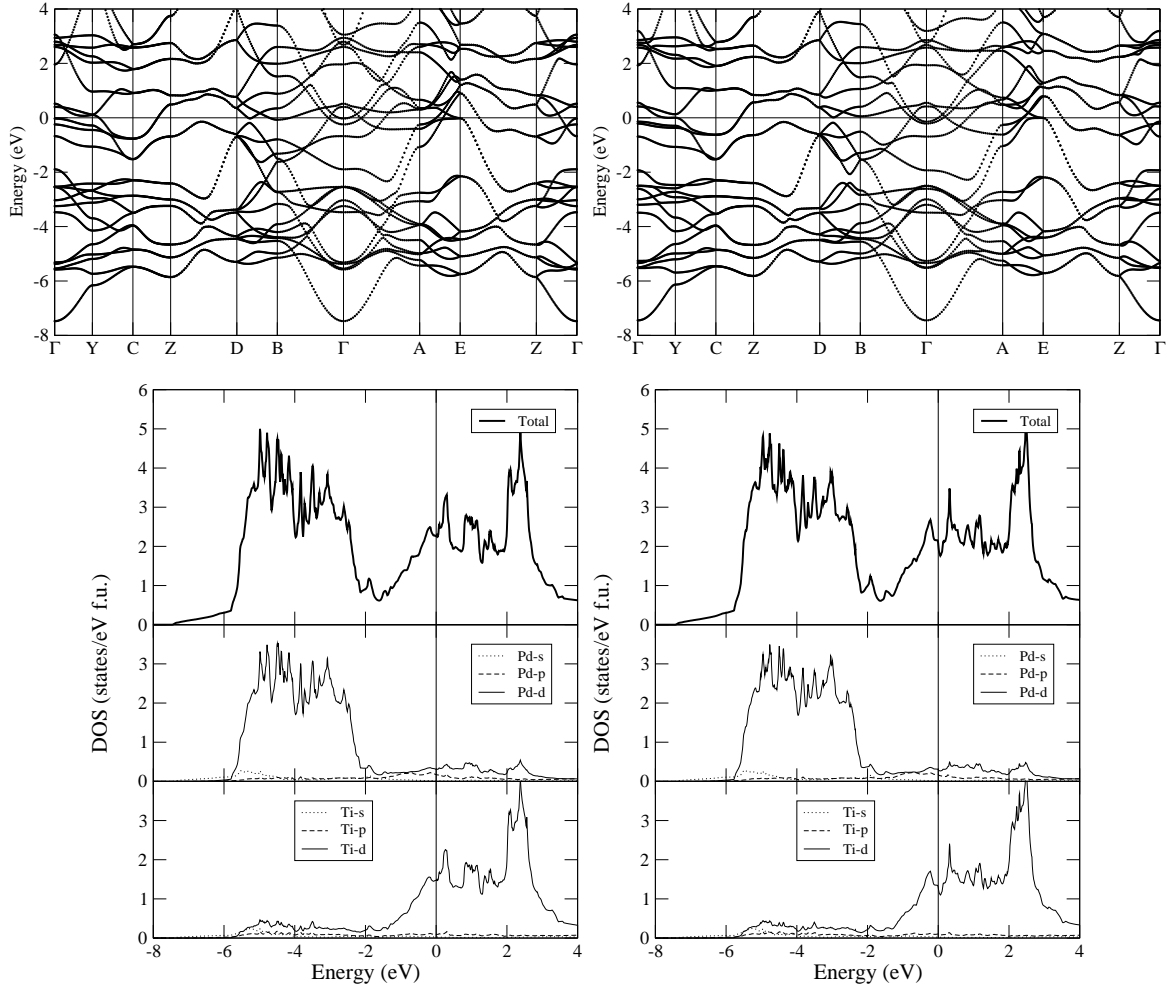 4
2
0
-2
-4
-6
-8
Energy (eV)
Γ Y C Z D B Γ A E Z Γ
4
2
0
-2
-4
-6
-8
Energy (eV)
Γ Y C Z D B Γ A E Z Γ
6
5
4
3
2
1
0
Total
3
2
1
0
Pd-s
Pd-p
Pd-d
3
2
1
0
Ti-s
Ti-p
Ti-d
-8 -6 -4 -2 0 2 4
Energy (eV)
DOS (states/eV f.u.)
6
5
4
3
2
1
0
Total
3
2
1
0
Pd-s
Pd-p
Pd-d
3
2
1
0
Ti-s
Ti-p
Ti-d
-8 -6 -4 -2 0 2 4
Energy (eV)
DOS (states/eV f.u.)